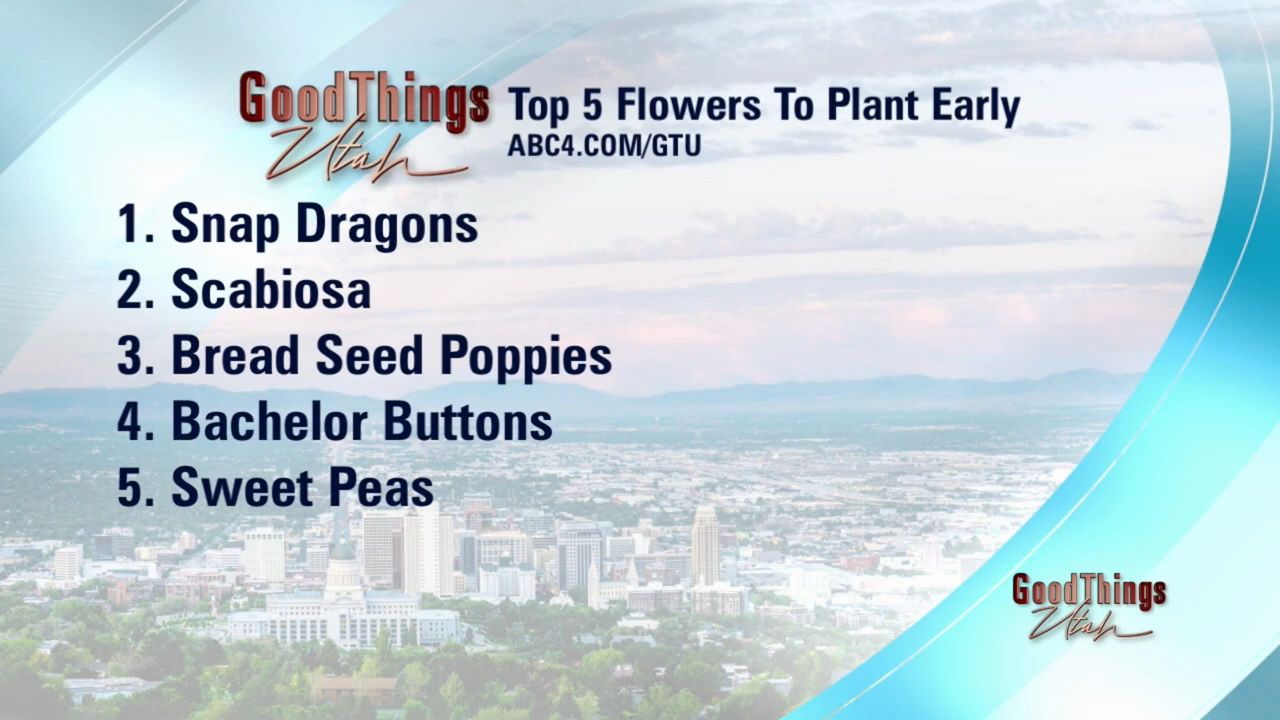 GoodThings
Utah
Top 5 Flowers To Plant Early
ABC4.COM/GTU
1. Snap Dragons
2. Scabiosa
3. Bread Seed Poppies
4. Bachelor Buttons
5. Sweet Peas
GoodThings
Utah